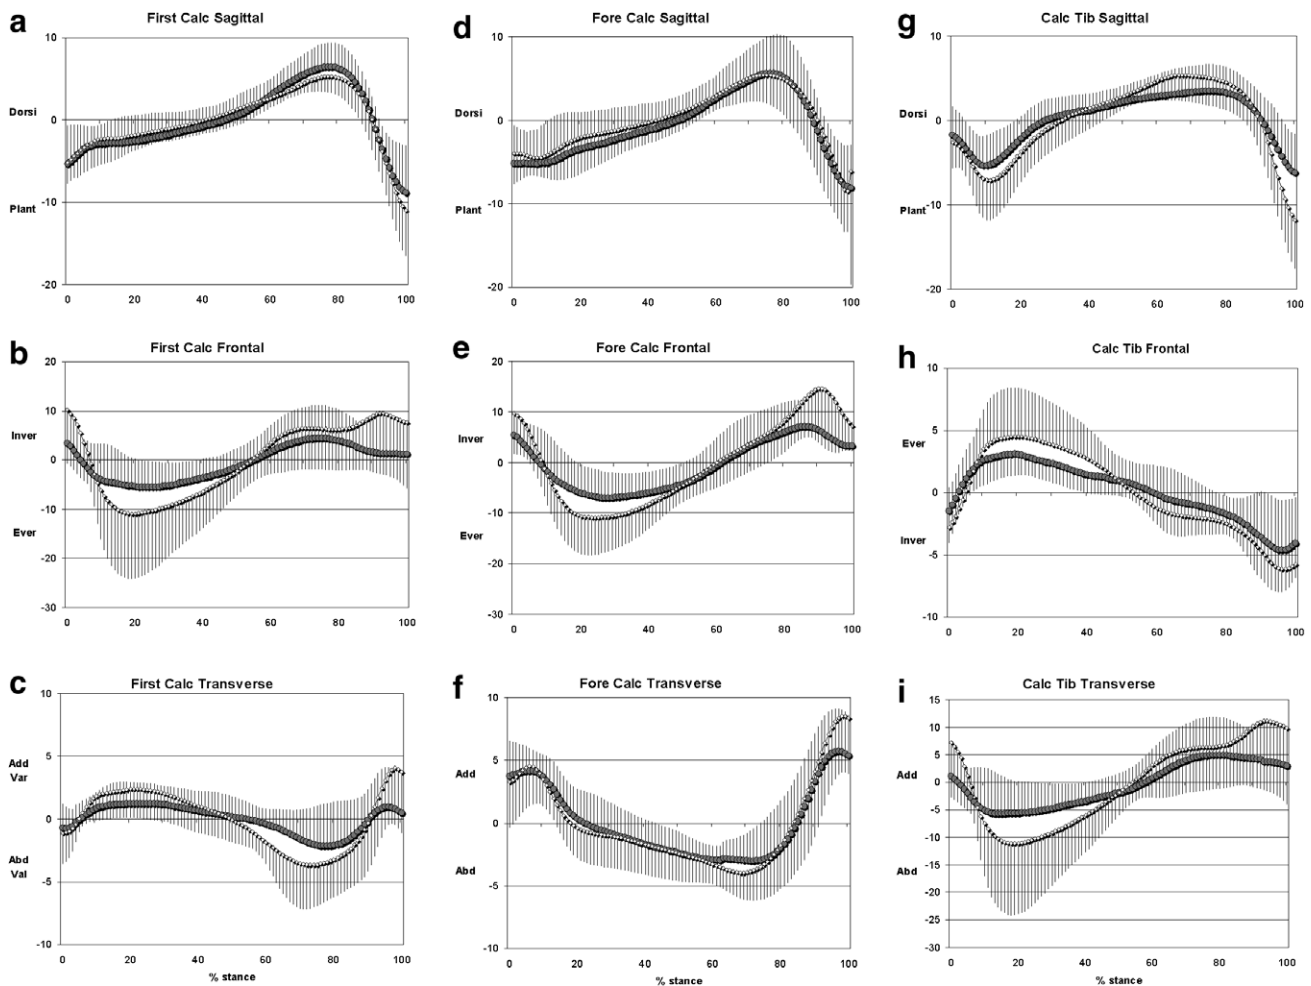 a
First Calc Sagittal
10
Dorsi
0
Plant
-10
-20
0 20 40 60 80 100
d
Fore Calc Sagittal
10
Dorsi
0
Plant
-10
-20
0 20 40 60 80 100
g
Calc Tib Sagittal
10
Dorsi
0
Plant
-10
-20
0 20 40 60 80 100
b
First Calc Frontal
20
10
Inver
0
-10
Ever
-20
-30
0 20 40 60 80 100
e
Fore Calc Frontal
20
10
Inver
0
-10
Ever
-20
-30
0 20 40 60 80 100
h
Calc Tib Frontal
10
5
Ever
0
Inver
-5
-10
0 20 40 60 80 100
c
First Calc Transverse
10
5
Add
Var
0
Abd
Val
-5
-10
0 20 40 60 80 100
% stance
f
Fore Calc Transverse
10
5
Add
0
Abd
-5
-10
0 20 40 60 80 100
i
Calc Tib Transverse
15
10
5
Add
0
-5
-10
-15
Abd
-20
-25
-30
0 20 40 60 80 100
% stance